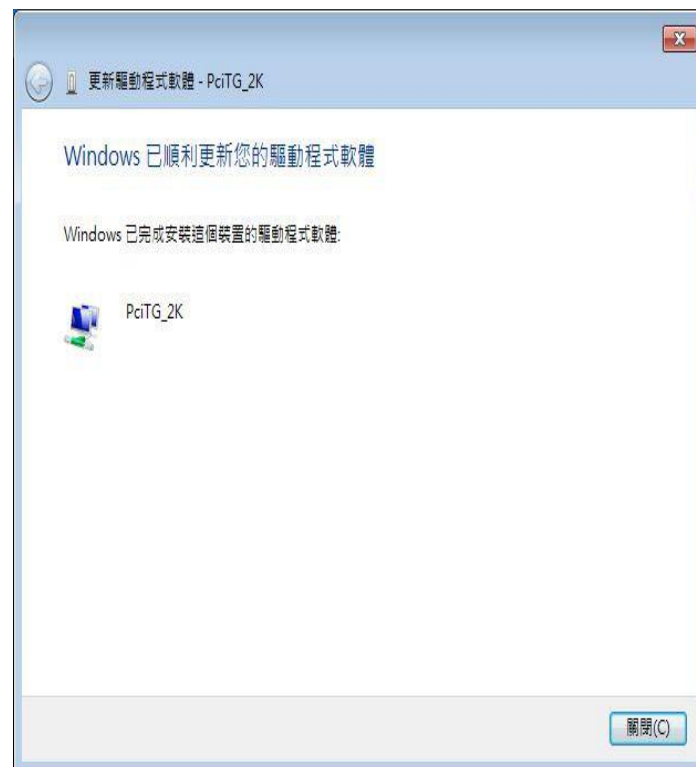 更新驅動程式軟體 - PciTG_2K
Windows 已順利更新您的驅動程式軟體
Windows 已完成安裝這個裝置的驅動程式軟體:
PciTG_2K
關閉(C)